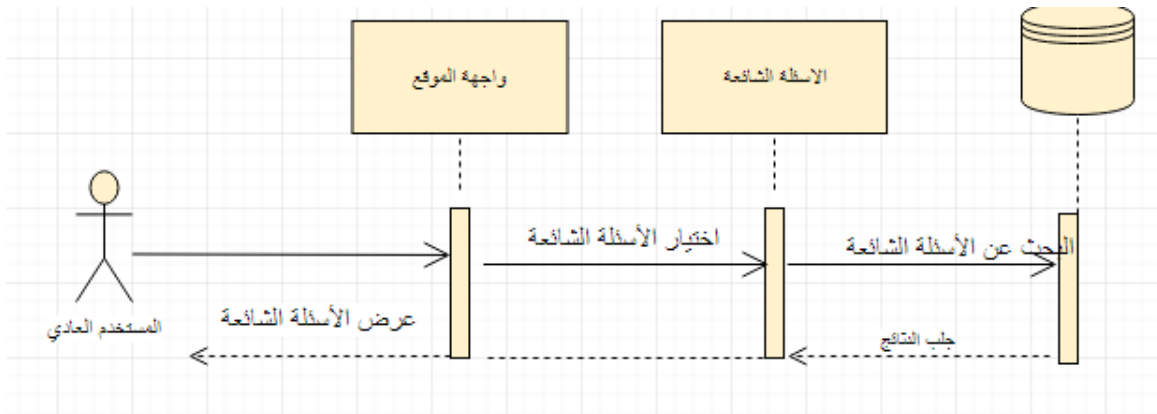 واجهة الموقع
الاسئلة الشائعة
اختيار الأسئلة الشائعة
البحث عن الأسئلة الشائعة
عرض الأسئلة الشائعة
المستخدم العادي
جلب النتائج